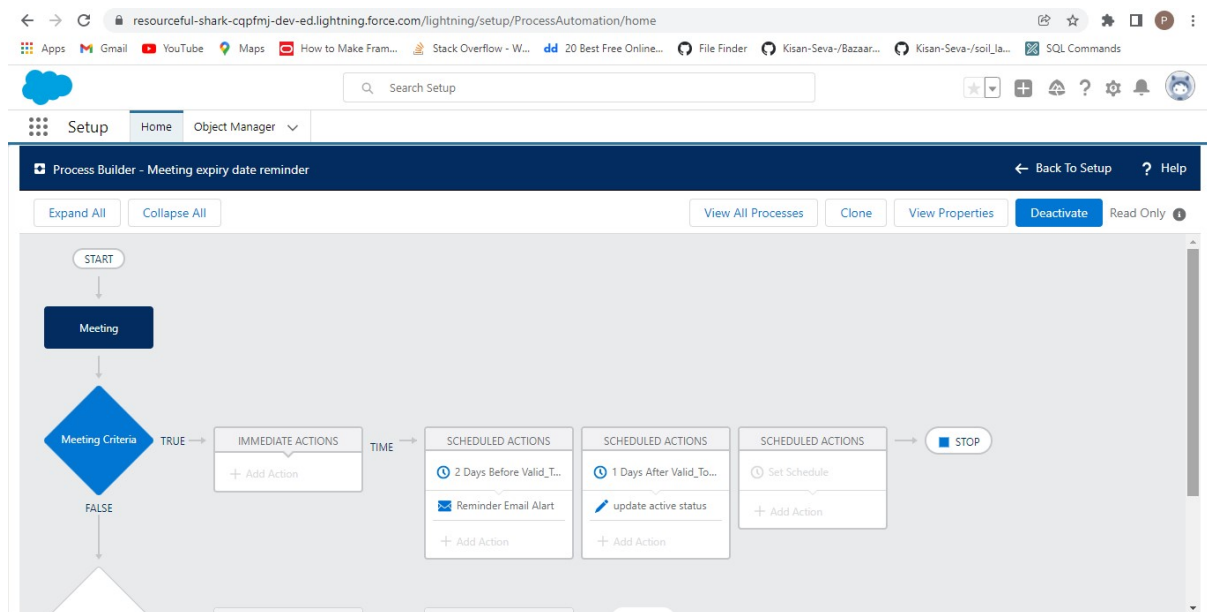 resourceful-shark-cqpfmj-dev-ed.lightning.force.com/lightning/setup/ProcessAutomation/home
P
Apps Gmail YouTube Maps How to Make Fram... Stack Overflow - W... dd 20 Best Free Online... File Finder Kisan-Seva-/Bazaar... Kisan-Seva-/soil_la... SQL Commands
Search Setup
Setup Home Object Manager
Process Builder - Meeting expiry date reminder Back To Setup ? Help
Expand All Collapse All View All Processes Clone View Properties Deactivate Read Only
START
Meeting
Meeting Criteria TRUE IMMEDIATE ACTIONS TIME SCHEDULED ACTIONS SCHEDULED ACTIONS SCHEDULED ACTIONS STOP
+ Add Action 2 Days Before Valid_T... 1 Days After Valid_To... Set Schedule
FALSE Reminder Email Alart update active status + Add Action
+ Add Action + Add Action